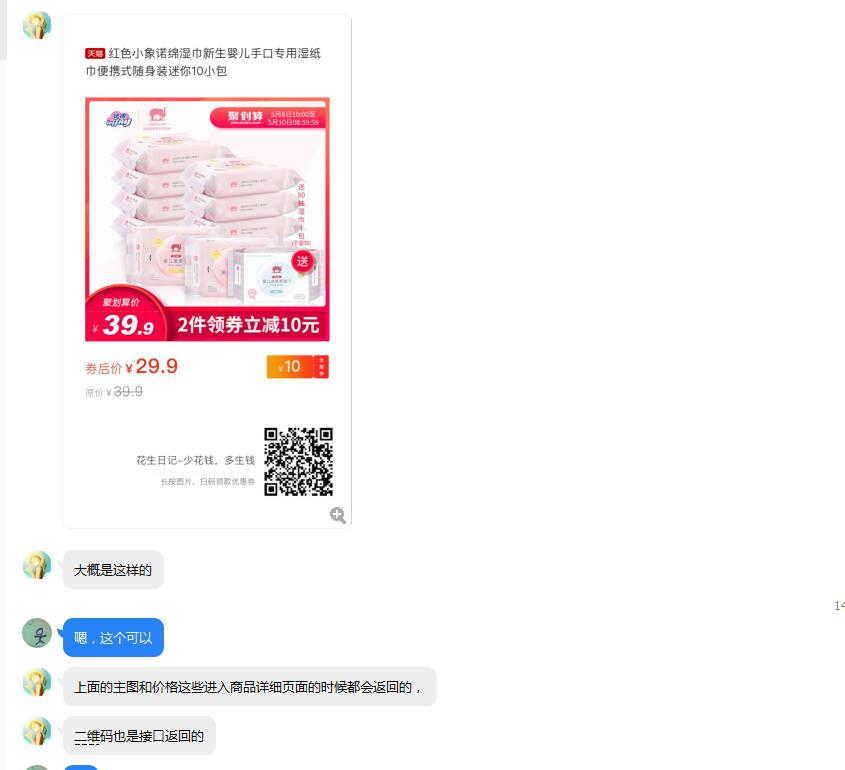 天猫 红色小象诺绵湿巾新生婴儿手口专用湿纸
巾便携式随身装迷你10小包
聚划算 5月8日10:00至
5月10日08:59:59
送80抽湿巾1包
送
聚划算价
¥39.9
2件领券立减10元
券后价¥29.9
¥10
原价¥39.9
花生日记-少花钱，多生钱
长按图片，扫码领取优惠券
大概是这样的
14
嗯，这个可以
上面的主图和价格这些进入商品详细页面的时候都会返回的，
二维码也是接口返回的